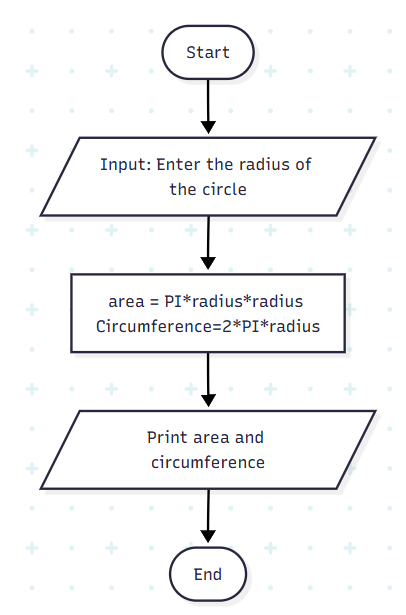 Start
Input: Enter the radius of
the circle
area = PI*radius*radius
Circumference=2*PI*radius
Print area and
circumference
End